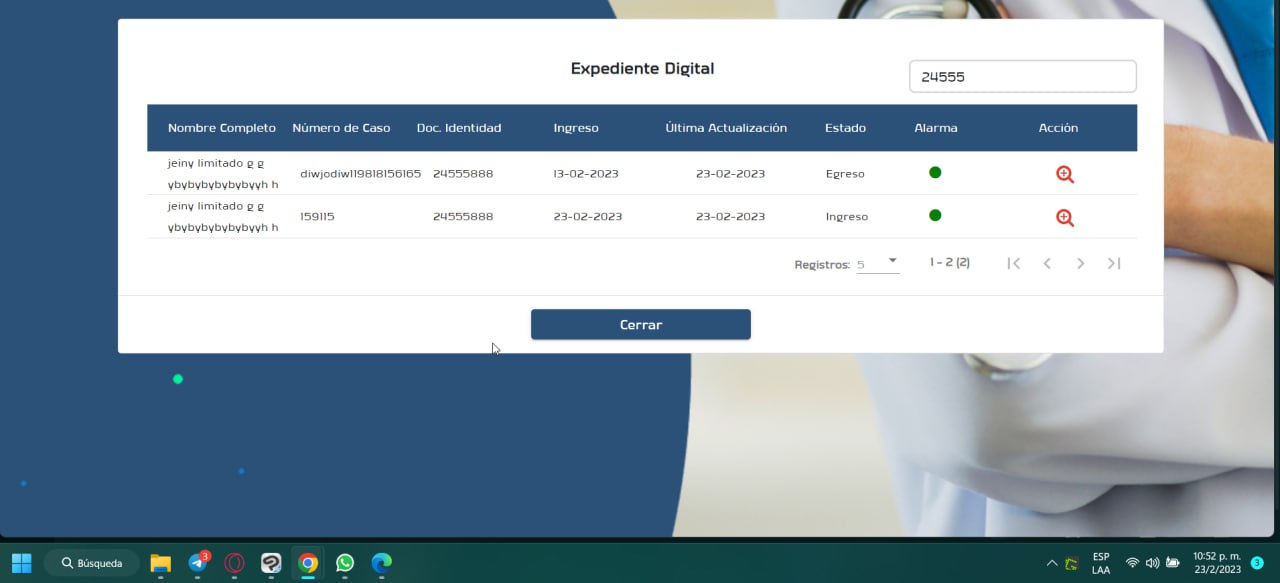 Expediente Digital
24555
Nombre Completo Número de Caso Doc. Identidad Ingreso Última Actualización Estado Alarma Acción
jeiny limitado g g
ybybybybybybyyh h
diwjodiw119818156165 24555888 13-02-2023 23-02-2023 Egreso
jeiny limitado g g
ybybybybybybyyh h
159115 24555888 23-02-2023 23-02-2023 Ingreso
Registros: 5 1 - 2 (2)
Cerrar
Búsqueda
3
ESP
LAA
10:52 p. m.
23/2/2023
3